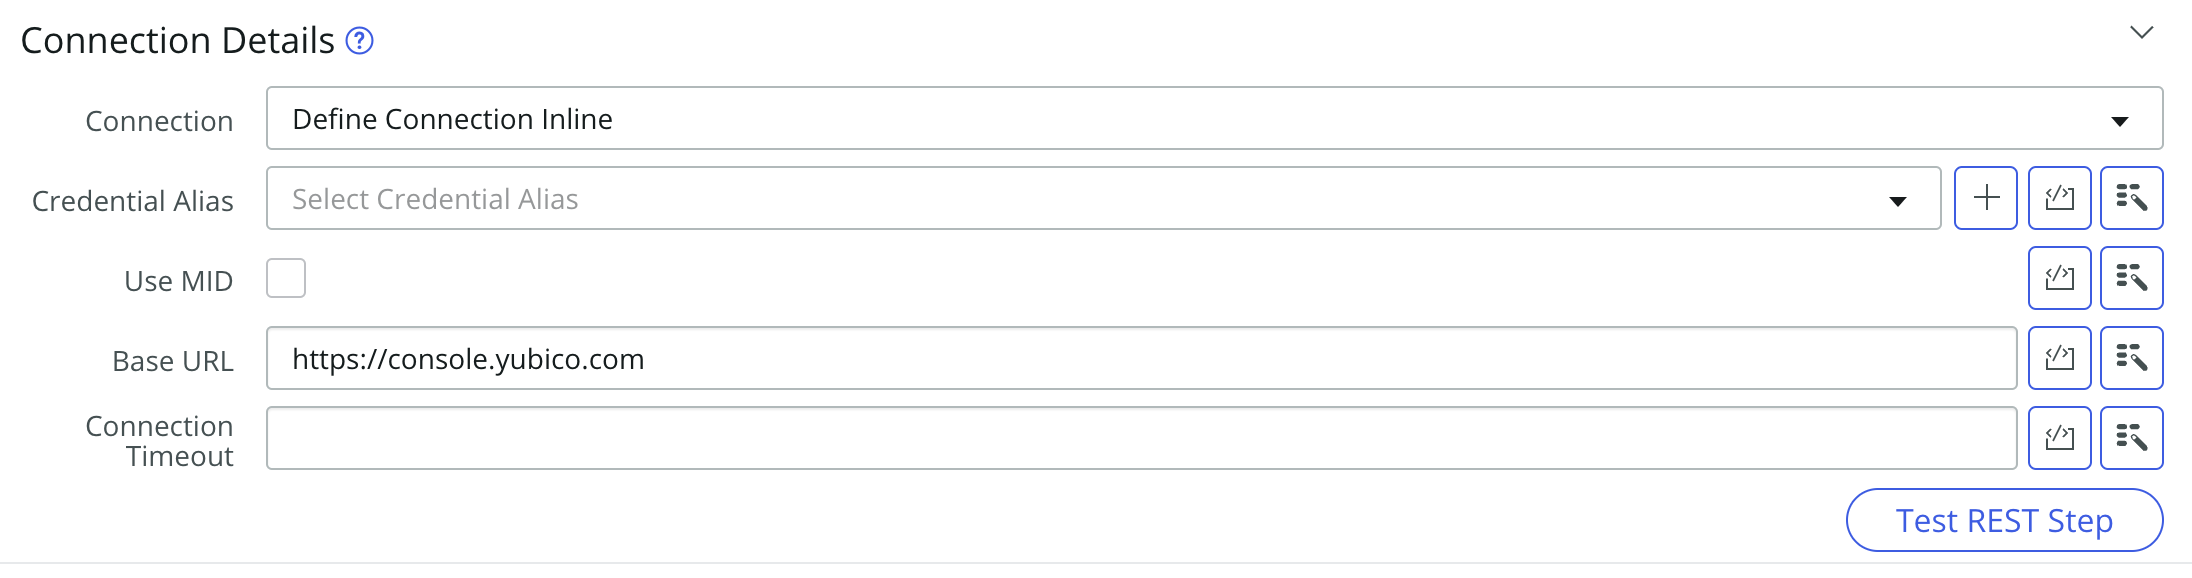 Connection Details ?
Connection
Define Connection Inline
Credential Alias
Select Credential Alias
Use MID
Base URL
https://console.yubico.com
Connection
Timeout
Test REST Step